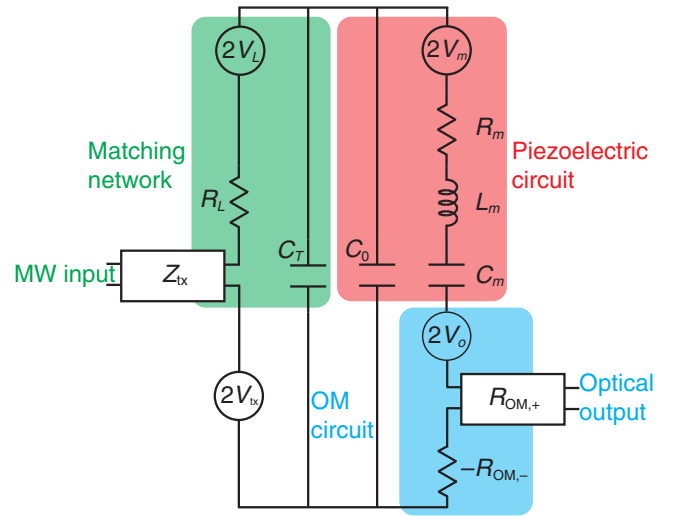 2V_L
2V_m
R_m
Matching
network
Piezoelectric
circuit
R_L
L_m
C_T
C_0
MW input
Z_tx
C_m
2V_o
2V_tx
OM
circuit
R_OM,+
Optical
output
–R_OM,–